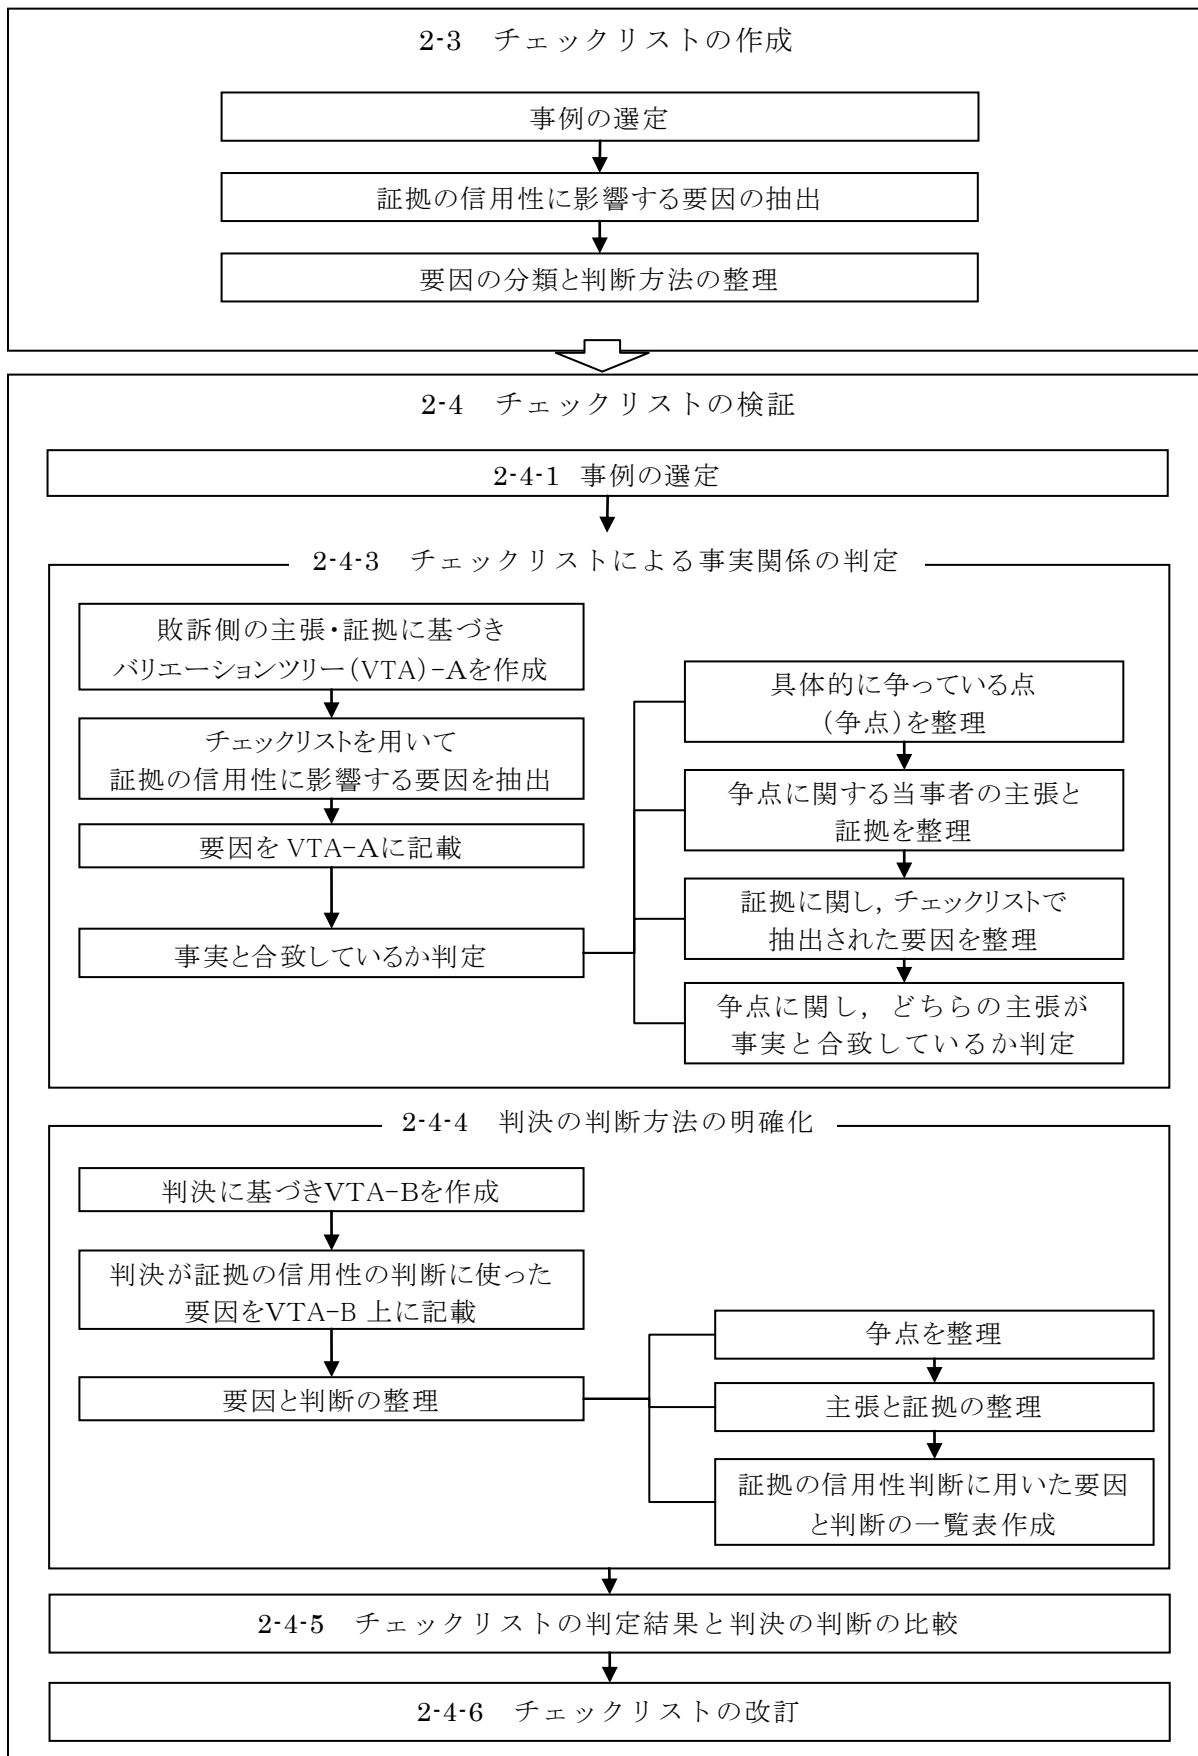 2-3 チェックリストの作成
事例の選定
証拠の信用性に影響する要因の抽出
要因の分類と判断方法の整理
2-4 チェックリストの検証
2-4-1 事例の選定
2-4-3 チェックリストによる事実関係の判定
敗訴側の主張・証拠に基づき
バリエーションツリー(VTA)-Aを作成
チェックリストを用いて
証拠の信用性に影響する要因を抽出
要因を VTA-Aに記載
事実と合致しているか判定
具体的に争っている点
(争点)を整理
争点に関する当事者の主張と
証拠を整理
証拠に関し, チェックリストで
抽出された要因を整理
争点に関し, どちらの主張が
事実と合致しているか判定
2-4-4 判決の判断方法の明確化
判決に基づきVTA-Bを作成
判決が証拠の信用性の判断に使った
要因をVTA-B 上に記載
要因と判断の整理
争点を整理
主張と証拠の整理
証拠の信用性判断に用いた要因
と判断の一覧表作成
2-4-5 チェックリストの判定結果と判決の判断の比較
2-4-6 チェックリストの改訂